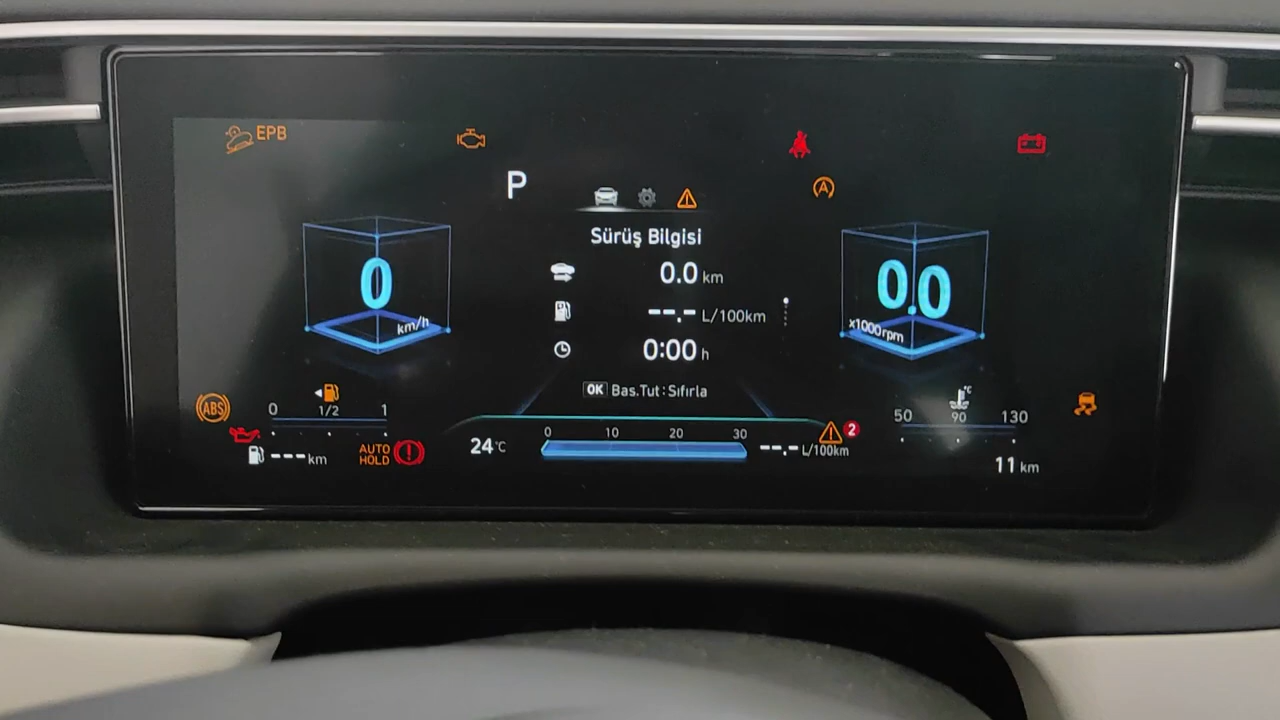 EPB
P
A
Sürüş Bilgisi
0
km/h
0.0 km
--.- L/100km
0:00 h
OK Bas.Tut : Sıfırla
0.0
x1000rpm
ABS
0 1/2 1
--- km
AUTO HOLD
24°C
0 10 20 30
--.- L/100km
2
°C
50 90 130
11 km